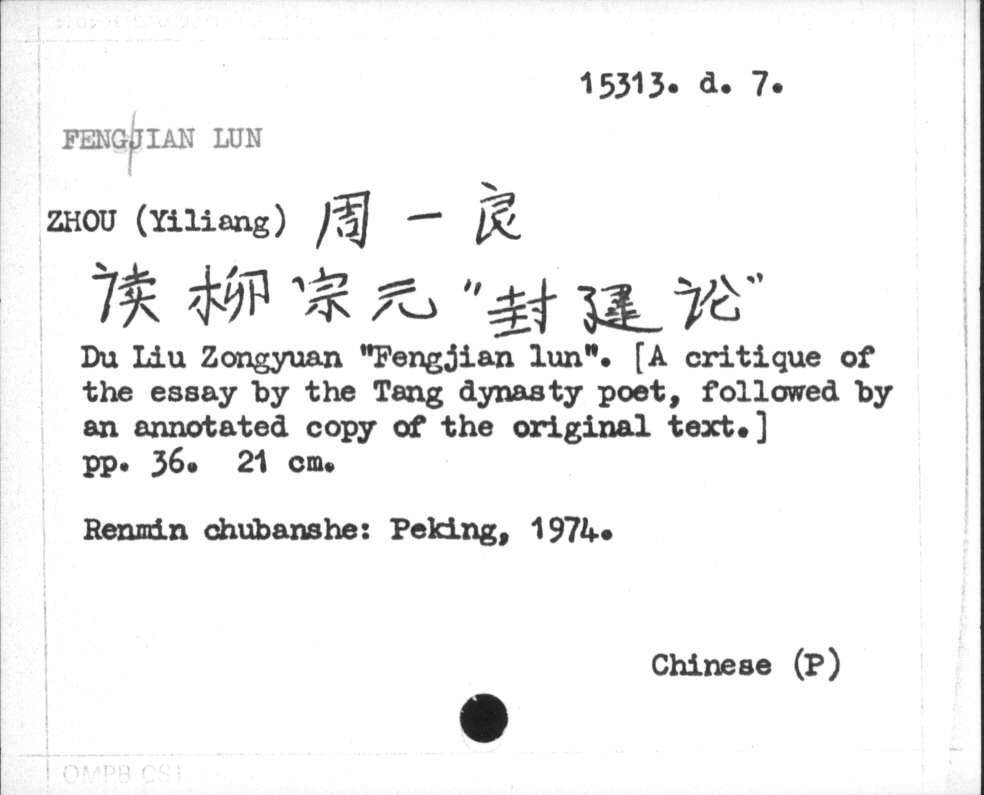 15313. d. 7.
FENGJIAN LUN
ZHOU (Yiliang) 周一良
读柳宗元"封建论"
Du Liu Zongyuan "Fengjian lun". [A critique of
the essay by the Tang dynasty poet, followed by
an annotated copy of the original text.]
pp. 36. 21 cm.
Renmin chubanshe: Peking, 1974.
Chinese (P)
OMPB CS1